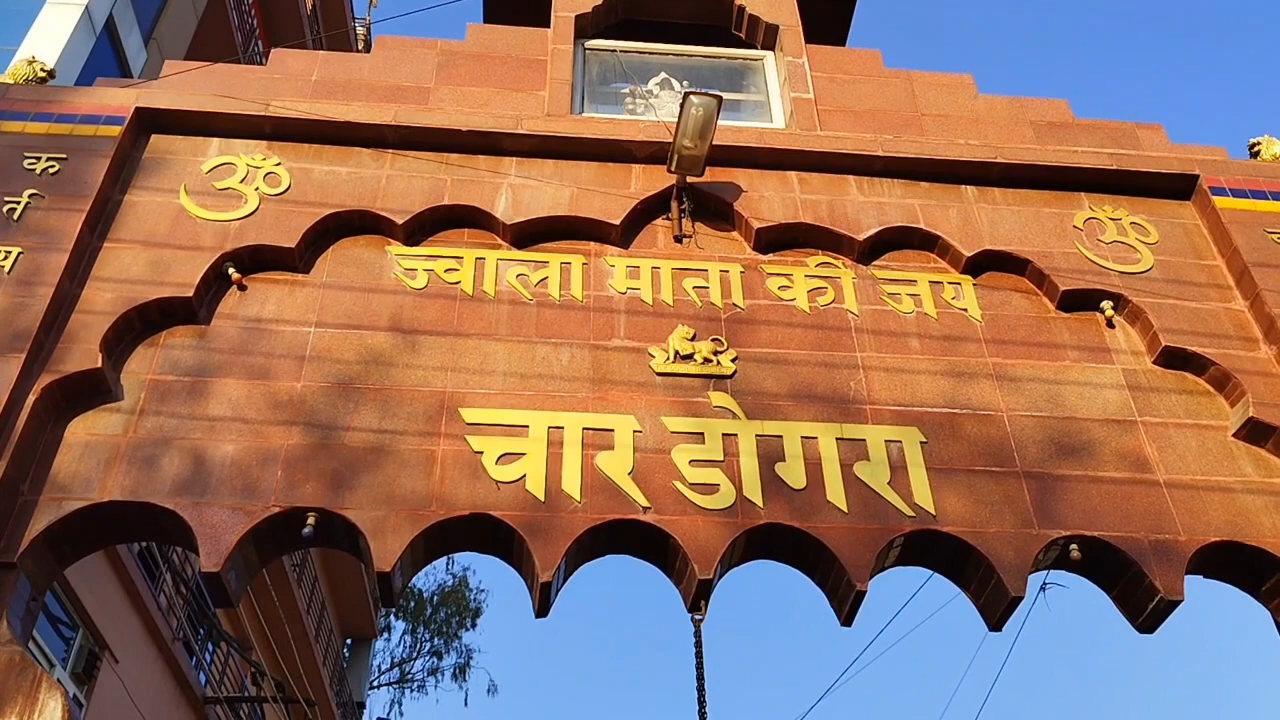 ॐ ॐ
ज्वाला माता की जय
चार डोगरा
क
र्त